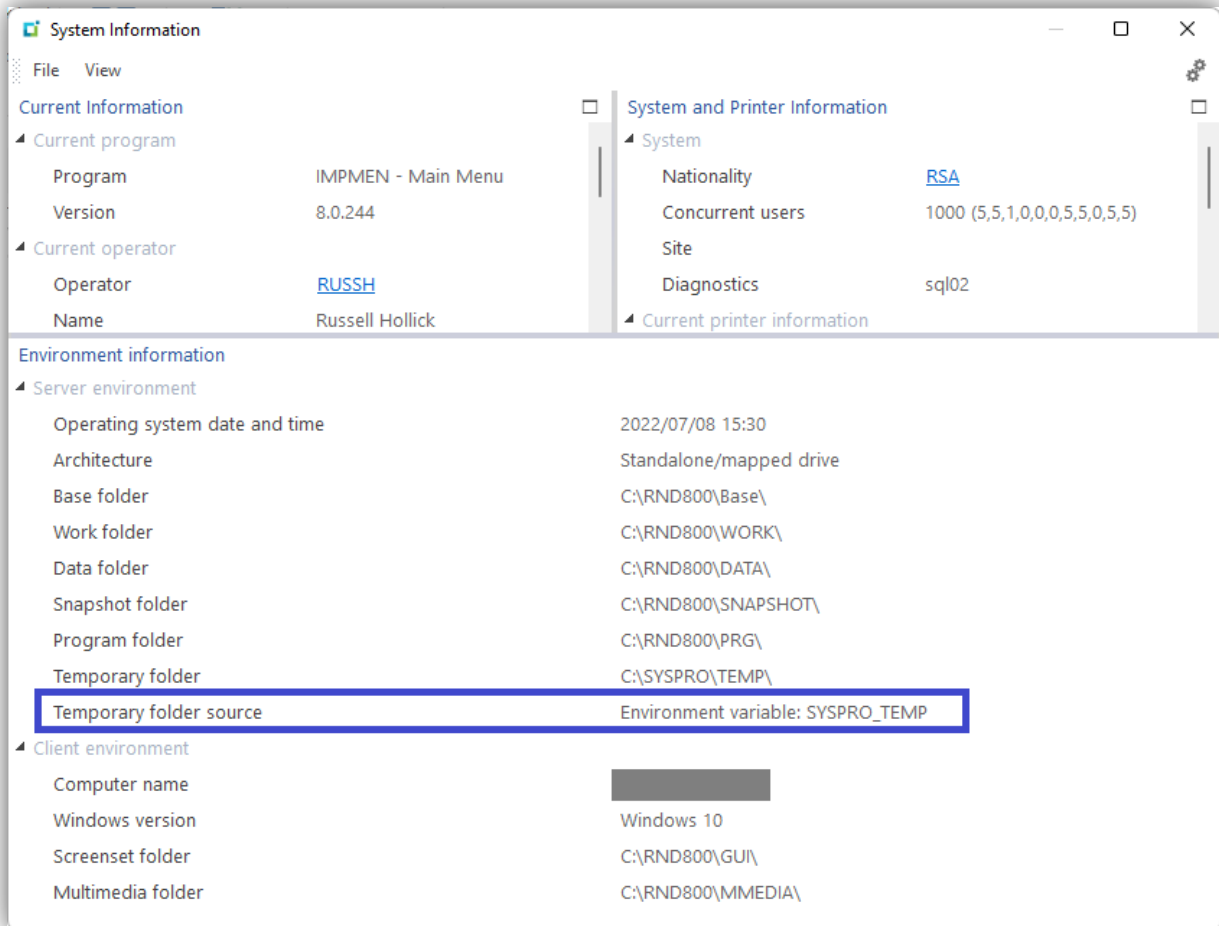 System Information
File View
Current Information
Current program
Program IMPMEN - Main Menu
Version 8.0.244
Current operator
Operator RUSSH
Name Russell Hollick
System and Printer Information
System
Nationality RSA
Concurrent users 1000 (5,5,1,0,0,0,5,5,0,5,5)
Site
Diagnostics sql02
Current printer information
Environment information
Server environment
Operating system date and time 2022/07/08 15:30
Architecture Standalone/mapped drive
Base folder C:\RND800\Base\
Work folder C:\RND800\WORK\
Data folder C:\RND800\DATA\
Snapshot folder C:\RND800\SNAPSHOT\
Program folder C:\RND800\PRG\
Temporary folder C:\SYSPRO\TEMP\
Temporary folder source Environment variable: SYSPRO_TEMP
Client environment
Computer name
Windows version Windows 10
Screenset folder C:\RND800\GUI\
Multimedia folder C:\RND800\MMEDIA\